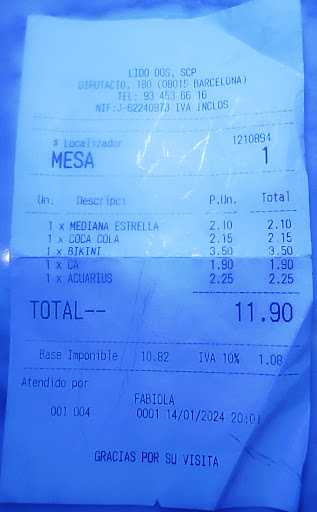 LIDO DOS, SCP
DIPUTACIO, 180 (08015 BARCELONA)
TEL: 93 453 66 16
NIF:J-62240973 IVA INCLOS
# Localizador 1210894
MESA 1
Un. Descripci P.Un. Total
1 x MEDIANA ESTRELLA 2.10 2.10
1 x COCA COLA 2.15 2.15
1 x BIKINI 3.50 3.50
1 x CA 1.90 1.90
1 x ACUARIUS 2.25 2.25
TOTAL-- 11.90
Base Imponible 10.82 IVA 10% 1.08
Atendido por
FABIOLA
001 004 0001 14/01/2024 20:01
GRACIAS POR SU VISITA